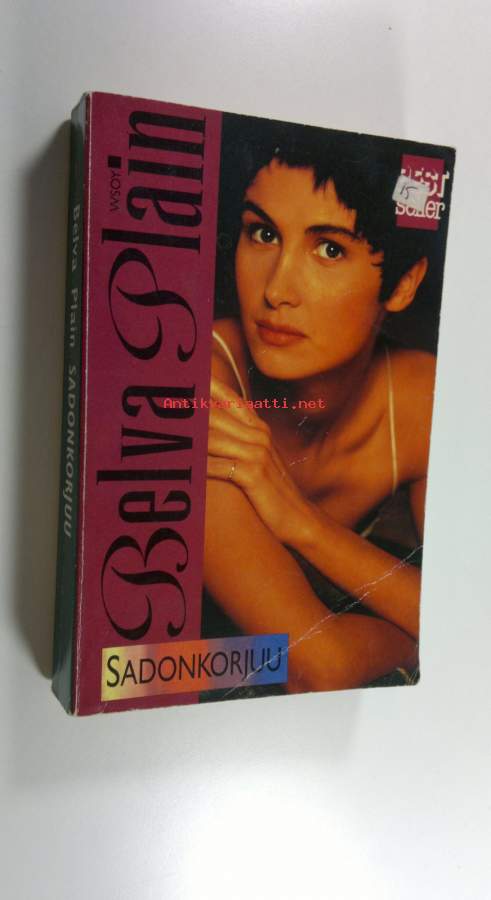 Belva Plain SADONKORJUU
WSOY
Belva Plain
BEST
seller
15
Antikvariaatti.net
SADONKORJUU